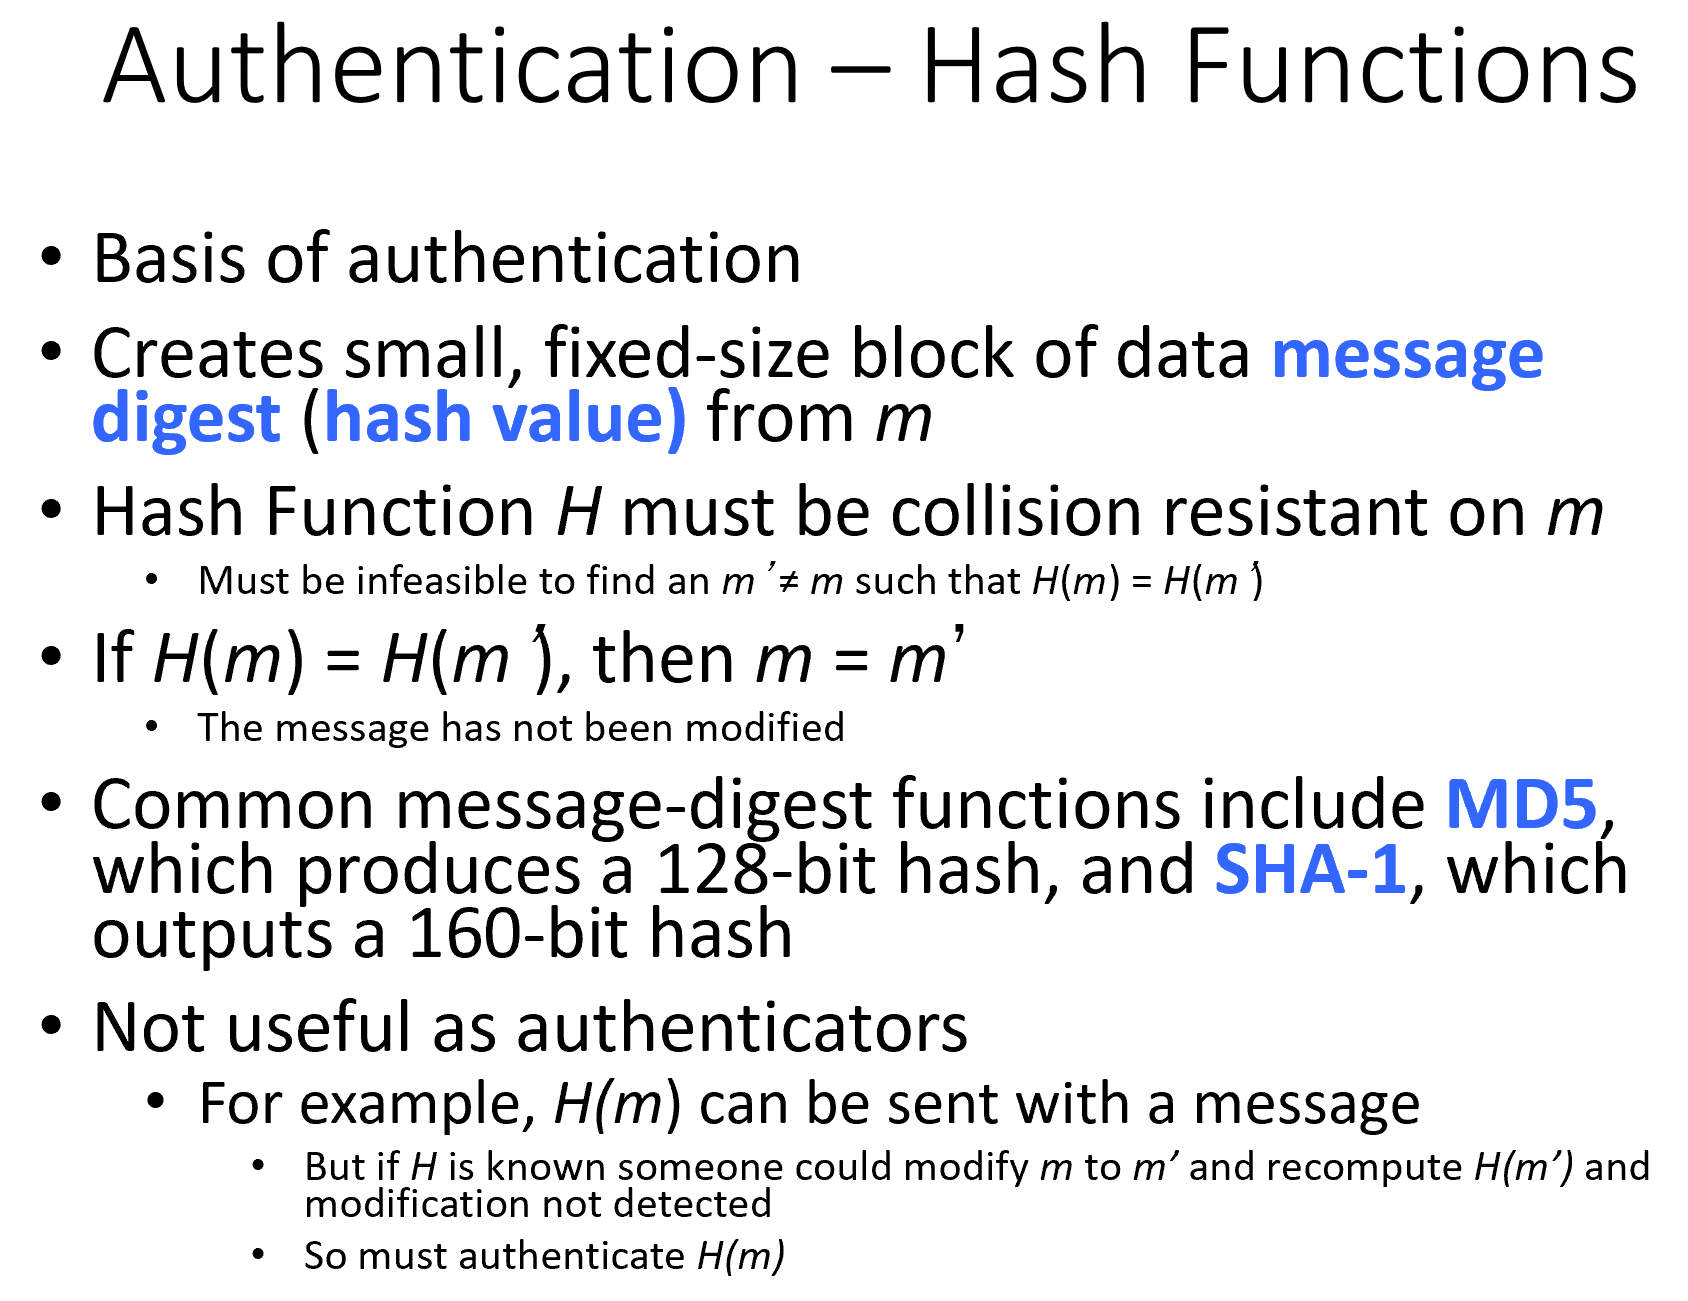 Authentication – Hash Functions
• Basis of authentication
• Creates small, fixed-size block of data message
digest (hash value) from m
• Hash Function H must be collision resistant on m
• Must be infeasible to find an m’ ≠ m such that H(m) = H(m’)
• If H(m) = H(m’), then m = m’
• The message has not been modified
• Common message-digest functions include MD5,
which produces a 128-bit hash, and SHA-1, which
outputs a 160-bit hash
• Not useful as authenticators
• For example, H(m) can be sent with a message
• But if H is known someone could modify m to m’ and recompute H(m’) and
modification not detected
• So must authenticate H(m)